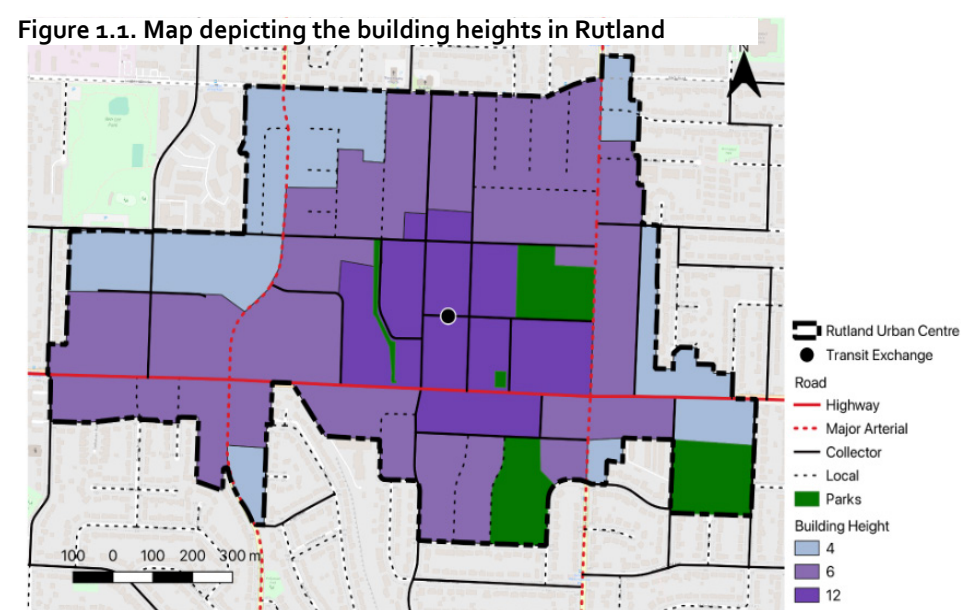 Figure 1.1. Map depicting the building heights in Rutland
N
Rutland Urban Centre
Transit Exchange
Road
Highway
Major Arterial
Collector
Local
Parks
Building Height
4
6
12
100 0 100 200 300 m